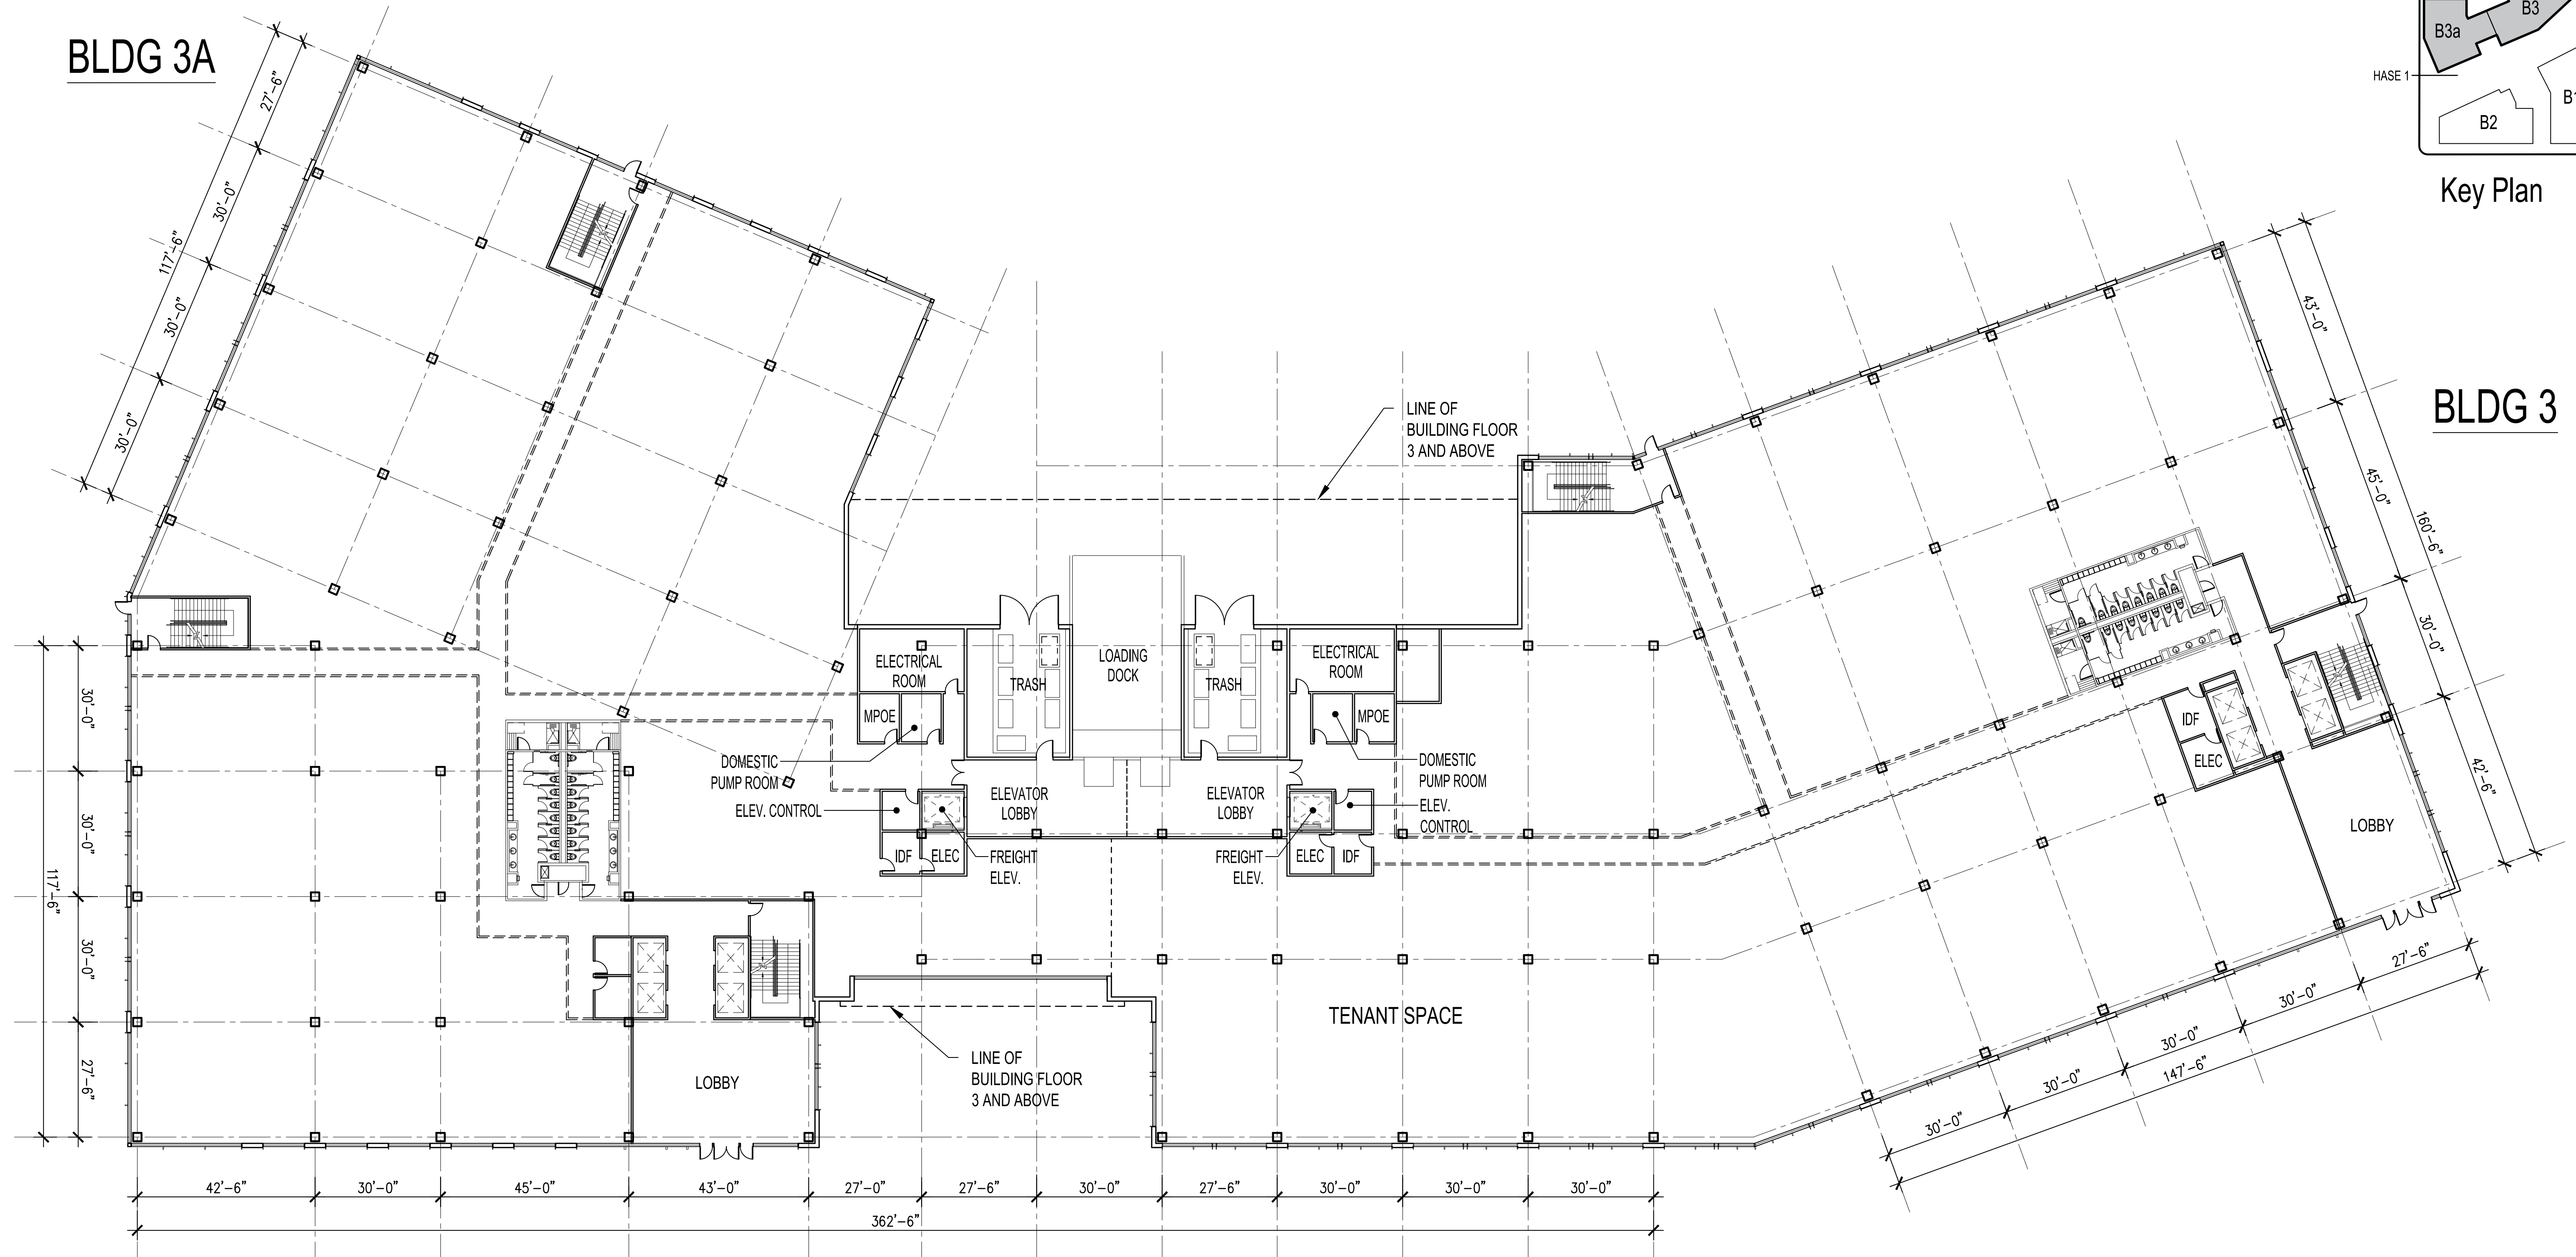 BLDG 3A
27'-6"
30'-0"
30'-0"
30'-0"
117'-6"
B3a
B3
HASE 1
B2
B1
Key Plan
BLDG 3
43'-0"
45'-0"
30'-0"
42'-6"
160'-6"
LINE OF
BUILDING FLOOR
3 AND ABOVE
ELECTRICAL
ROOM
TRASH
LOADING
DOCK
TRASH
ELECTRICAL
ROOM
MPOE
MPOE
DOMESTIC
PUMP ROOM
DOMESTIC
PUMP ROOM
ELEV. CONTROL
ELEVATOR
LOBBY
ELEVATOR
LOBBY
ELEV.
CONTROL
IDF
ELEC
FREIGHT
ELEV.
FREIGHT
ELEV.
ELEC
IDF
IDF
ELEC
LOBBY
30'-0"
30'-0"
30'-0"
27'-6"
117'-6"
TENANT SPACE
LOBBY
LINE OF
BUILDING FLOOR
3 AND ABOVE
27'-6"
30'-0"
30'-0"
30'-0"
30'-0"
147'-6"
42'-6"
30'-0"
45'-0"
43'-0"
27'-0"
27'-6"
30'-0"
27'-6"
30'-0"
30'-0"
30'-0"
362'-6"